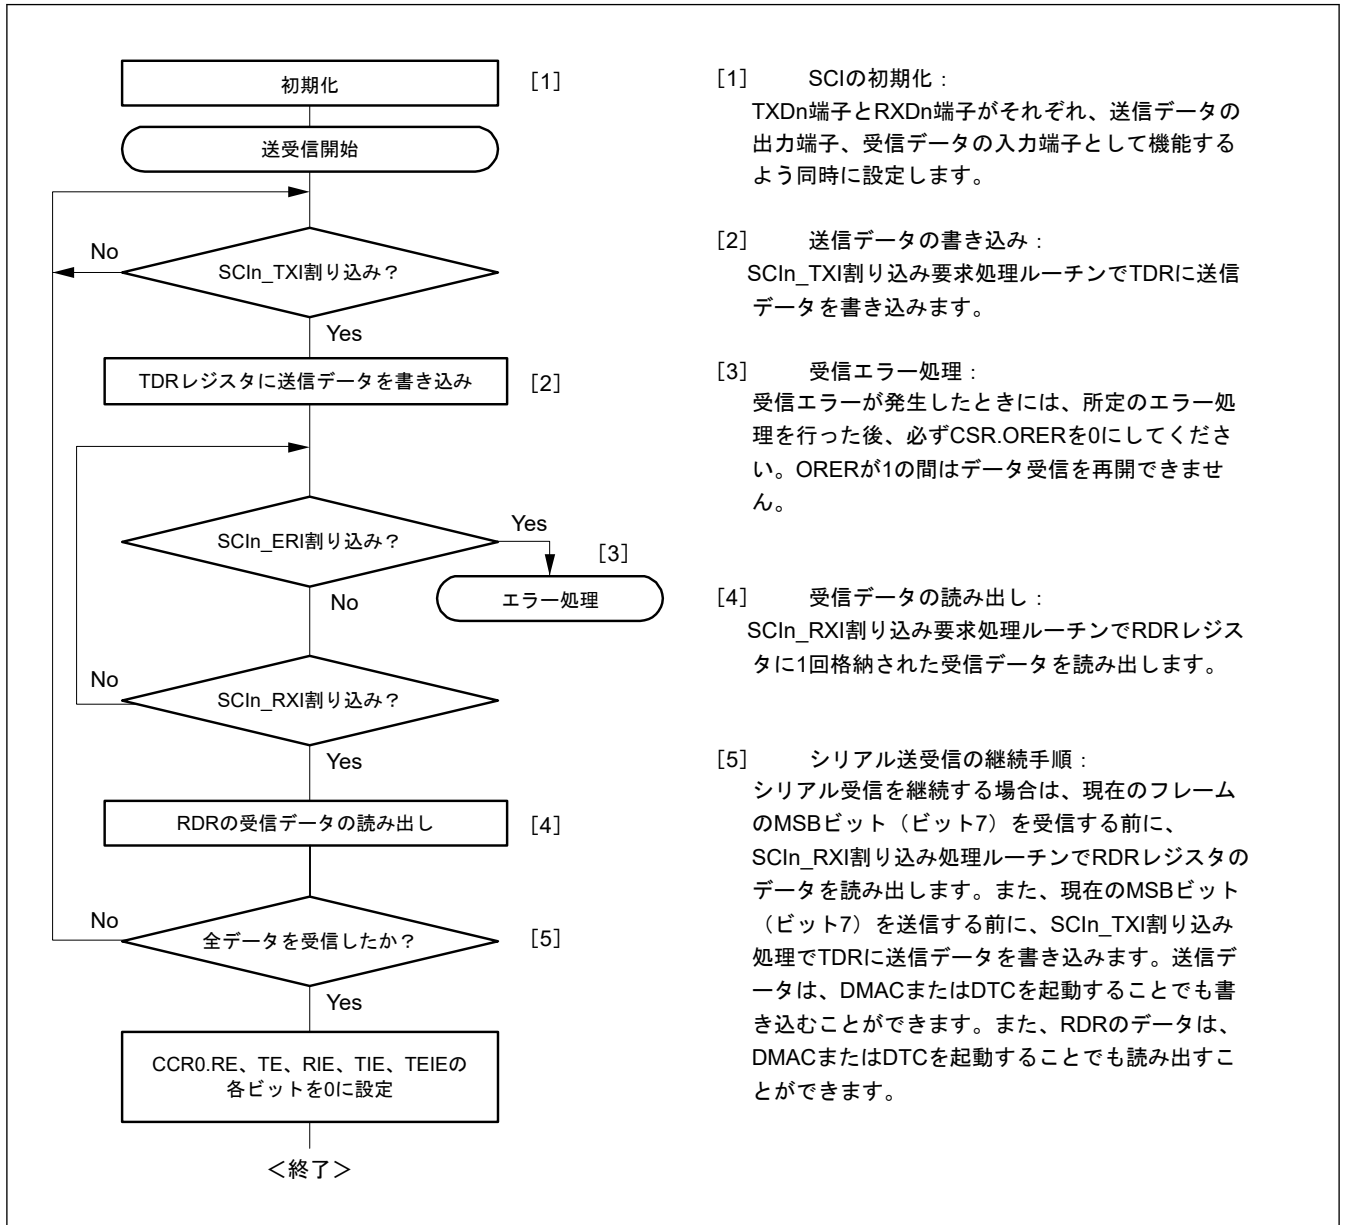 初期化
[1]
送受信開始
No
SCIn_TXI割り込み？
Yes
TDRレジスタに送信データを書き込み
[2]
SCIn_ERI割り込み？
Yes
[3]
エラー処理
No
No
SCIn_RXI割り込み？
Yes
RDRの受信データの読み出し
[4]
No
全データを受信したか？
[5]
Yes
CCR0.RE、TE、RIE、TIE、TEIEの
各ビットを0に設定
＜終了＞
[1] SCIの初期化：
TXDn端子とRXDn端子がそれぞれ、送信データの
出力端子、受信データの入力端子として機能する
よう同時に設定します。
[2] 送信データの書き込み：
SCIn_TXI割り込み要求処理ルーチンでTDRに送信
データを書き込みます。
[3] 受信エラー処理：
受信エラーが発生したときには、所定のエラー処
理を行った後、必ずCSR.ORERを0にしてくださ
い。ORERが1の間はデータ受信を再開できませ
ん。
[4] 受信データの読み出し：
SCIn_RXI割り込み要求処理ルーチンでRDRレジス
タに1回格納された受信データを読み出します。
[5] シリアル送受信の継続手順：
シリアル受信を継続する場合は、現在のフレーム
のMSBビット（ビット7）を受信する前に、
SCIn_RXI割り込み処理ルーチンでRDRレジスタの
データを読み出します。また、現在のMSBビット
（ビット7）を送信する前に、SCIn_TXI割り込み
処理でTDRに送信データを書き込みます。送信デ
ータは、DMACまたはDTCを起動することでも書
き込むことができます。また、RDRのデータは、
DMACまたはDTCを起動することでも読み出すこ
とができます。